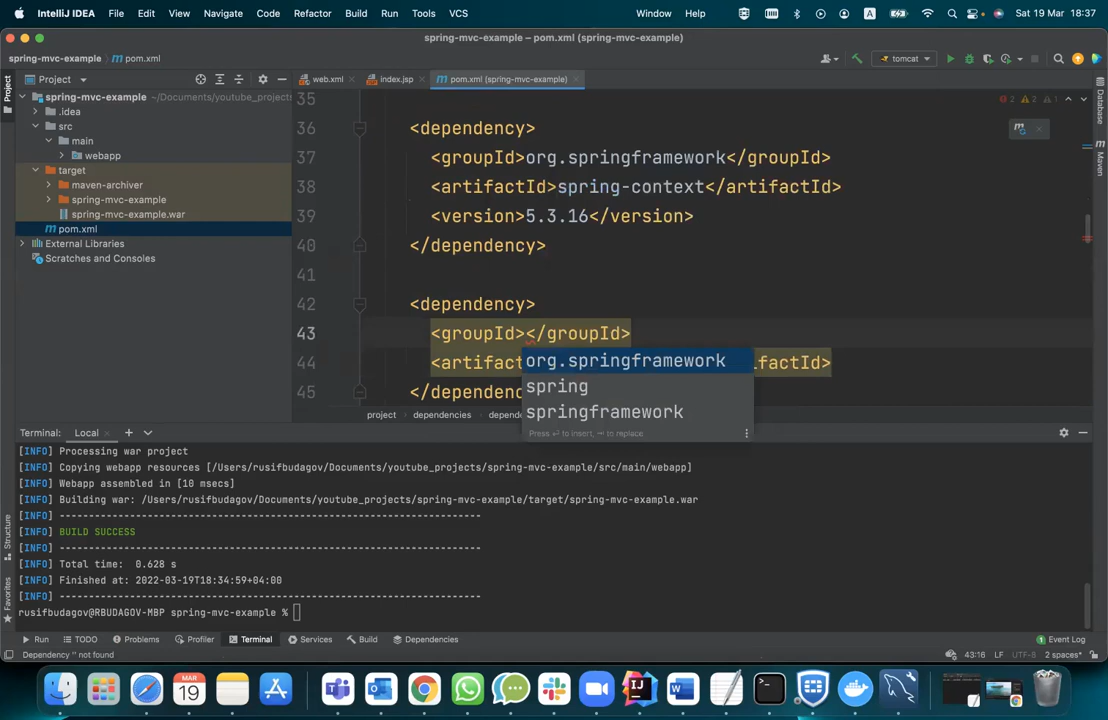 IntelliJ IDEA File Edit View Navigate Code Refactor Build Run Tools VCS Window Help A Sat 19 Mar 18:37
spring-mvc-example – pom.xml (spring-mvc-example)
spring-mvc-example pom.xml tomcat
Project web.xml index.jsp pom.xml (spring-mvc-example)
Project
spring-mvc-example ~/Documents/youtube_projects
.idea
src
main
webapp
target
maven-archiver
spring-mvc-example
spring-mvc-example.war
pom.xml
External Libraries
Scratches and Consoles
35
36 <dependency>
37 <groupId>org.springframework</groupId>
38 <artifactId>spring-context</artifactId>
39 <version>5.3.16</version>
40 </dependency>
41
42 <dependency>
43 <groupId></groupId>
44 <artifact ifactId>
45 </dependenc
org.springframework
spring
springframework
Press ⏎ to insert, ⇥ to replace
2 2 1
Database
Maven
project dependencies depend
Terminal: Local
[INFO] Processing war project
[INFO] Copying webapp resources [/Users/rusifbudagov/Documents/youtube_projects/spring-mvc-example/src/main/webapp]
[INFO] Webapp assembled in [10 msecs]
[INFO] Building war: /Users/rusifbudagov/Documents/youtube_projects/spring-mvc-example/target/spring-mvc-example.war
[INFO] ------------------------------------------------------------------------
[INFO] BUILD SUCCESS
[INFO] ------------------------------------------------------------------------
[INFO] Total time:  0.628 s
[INFO] Finished at: 2022-03-19T18:34:59+04:00
[INFO] ------------------------------------------------------------------------
rusifbudagov@RBUDAGOV-MBP spring-mvc-example %
Structure
Favorites
Run TODO Problems Profiler Terminal Services Build Dependencies 1 Event Log
Dependency '' not found 43:16 LF UTF-8 2 spaces*
MAR
19